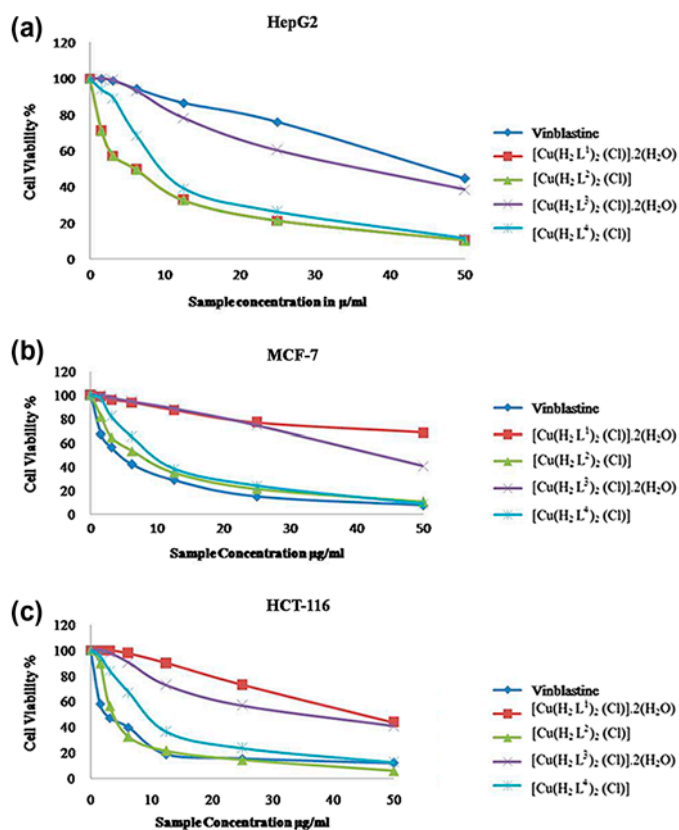 (a)
HepG2
Cell Viability %
120
100
80
60
40
20
0
0 10 20 30 40 50
Sample concentration in µ/ml
Vinblastine
[Cu(H₂ L¹)₂ (Cl)].2(H₂O)
[Cu(H₂ L²)₂ (Cl)]
[Cu(H₂ L³)₂ (Cl)].2(H₂O)
[Cu(H₂ L⁴)₂ (Cl)]
(b)
MCF-7
Cell Viability %
120
100
80
60
40
20
0
0 10 20 30 40 50
Sample Concentration µg/ml
Vinblastine
[Cu(H₂ L¹)₂ (Cl)].2(H₂O)
[Cu(H₂ L²)₂ (Cl)]
[Cu(H₂ L³)₂ (Cl)].2(H₂O)
[Cu(H₂ L⁴)₂ (Cl)]
(c)
HCT-116
Cell Viability %
120
100
80
60
40
20
0
0 10 20 30 40 50
Sample Concentration µg/ml
Vinblastine
[Cu(H₂ L¹)₂ (Cl)].2(H₂O)
[Cu(H₂ L²)₂ (Cl)]
[Cu(H₂ L³)₂ (Cl)].2(H₂O)
[Cu(H₂ L⁴)₂ (Cl)]